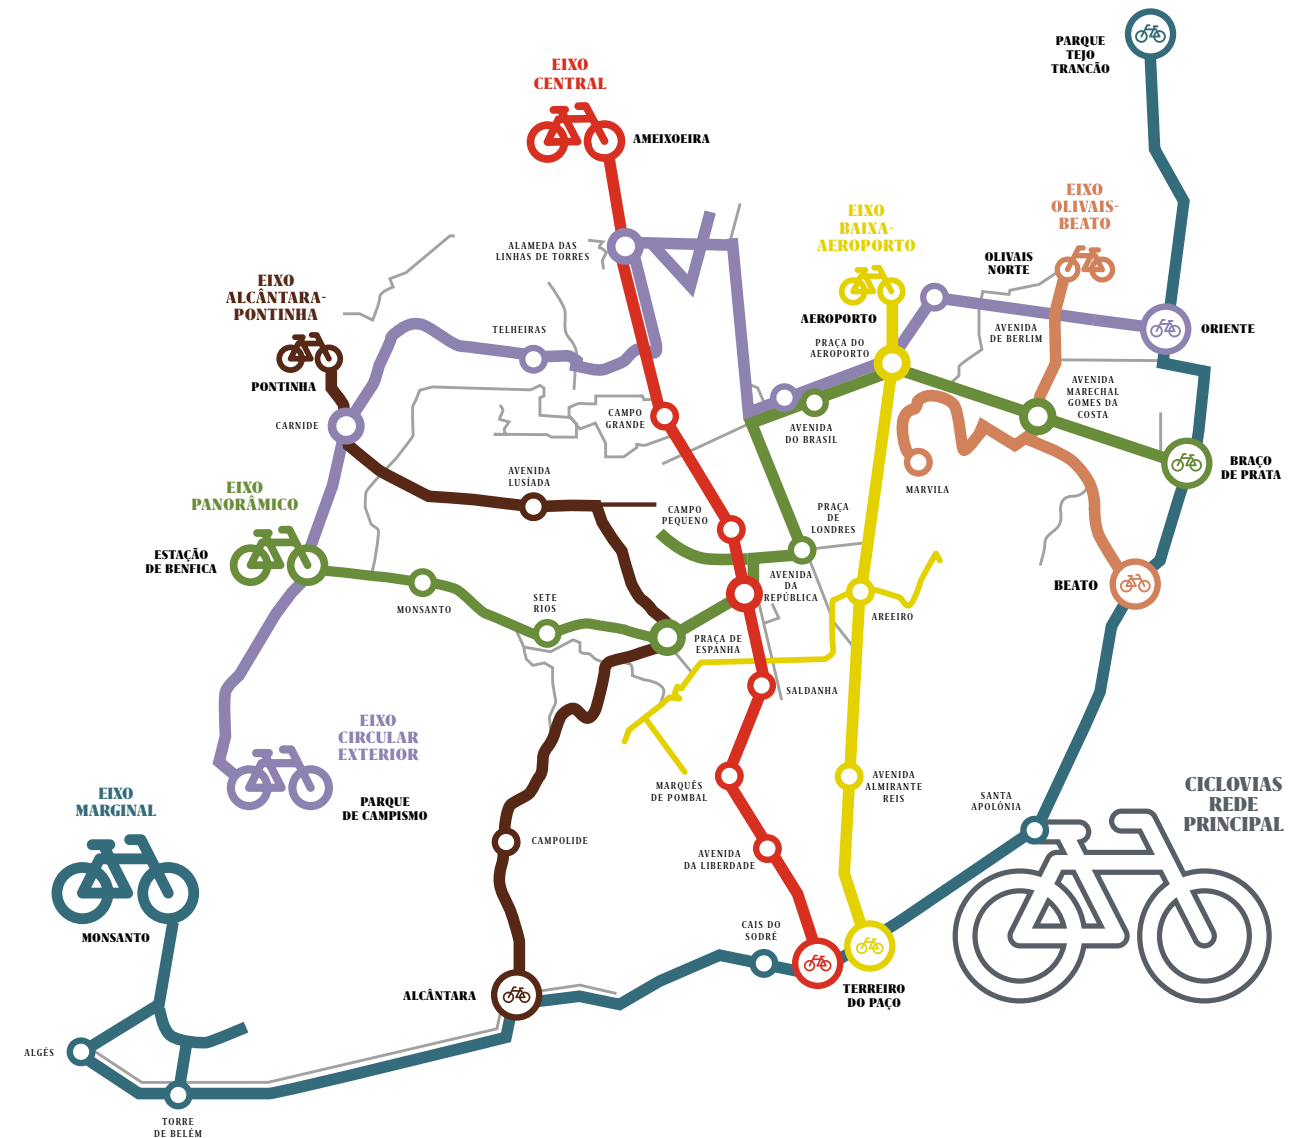 PARQUE
TEJO
TRANCÃO
EIXO
CENTRAL
AMEIXOEIRA
EIXO
OLIVAIS-
BEATO
EIXO
BAIXA-
AEROPORTO
ALAMEDA DAS
LINHAS DE TORRES
OLIVAIS
NORTE
EIXO
ALCÂNTARA-
PONTINHA
AEROPORTO
TELHEIRAS
AVENIDA
DE BERLIM
ORIENTE
PRAÇA DO
AEROPORTO
PONTINHA
AVENIDA
MARECHAL
GOMES DA
COSTA
CARNIDE
CAMPO
GRANDE
AVENIDA
DO BRASIL
BRAÇO
DE PRATA
AVENIDA
LUSÍADA
MARVILA
EIXO
PANORÂMICO
CAMPO
PEQUENO
PRAÇA
DE
LONDRES
ESTAÇÃO
DE BENFICA
AVENIDA
DA
REPÚBLICA
BEATO
MONSANTO
SETE
RIOS
AREEIRO
PRAÇA DE
ESPANHA
SALDANHA
EIXO
CIRCULAR
EXTERIOR
MARQUÊS
DE POMBAL
AVENIDA
ALMIRANTE
REIS
CICLOVIAS
REDE
PRINCIPAL
EIXO
MARGINAL
PARQUE
DE CAMPISMO
SANTA
APOLÓNIA
CAMPOLIDE
AVENIDA
DA LIBERDADE
MONSANTO
CAIS DO
SODRÉ
ALCÂNTARA
TERREIRO
DO PAÇO
ALGÉS
TORRE
DE BELÉM